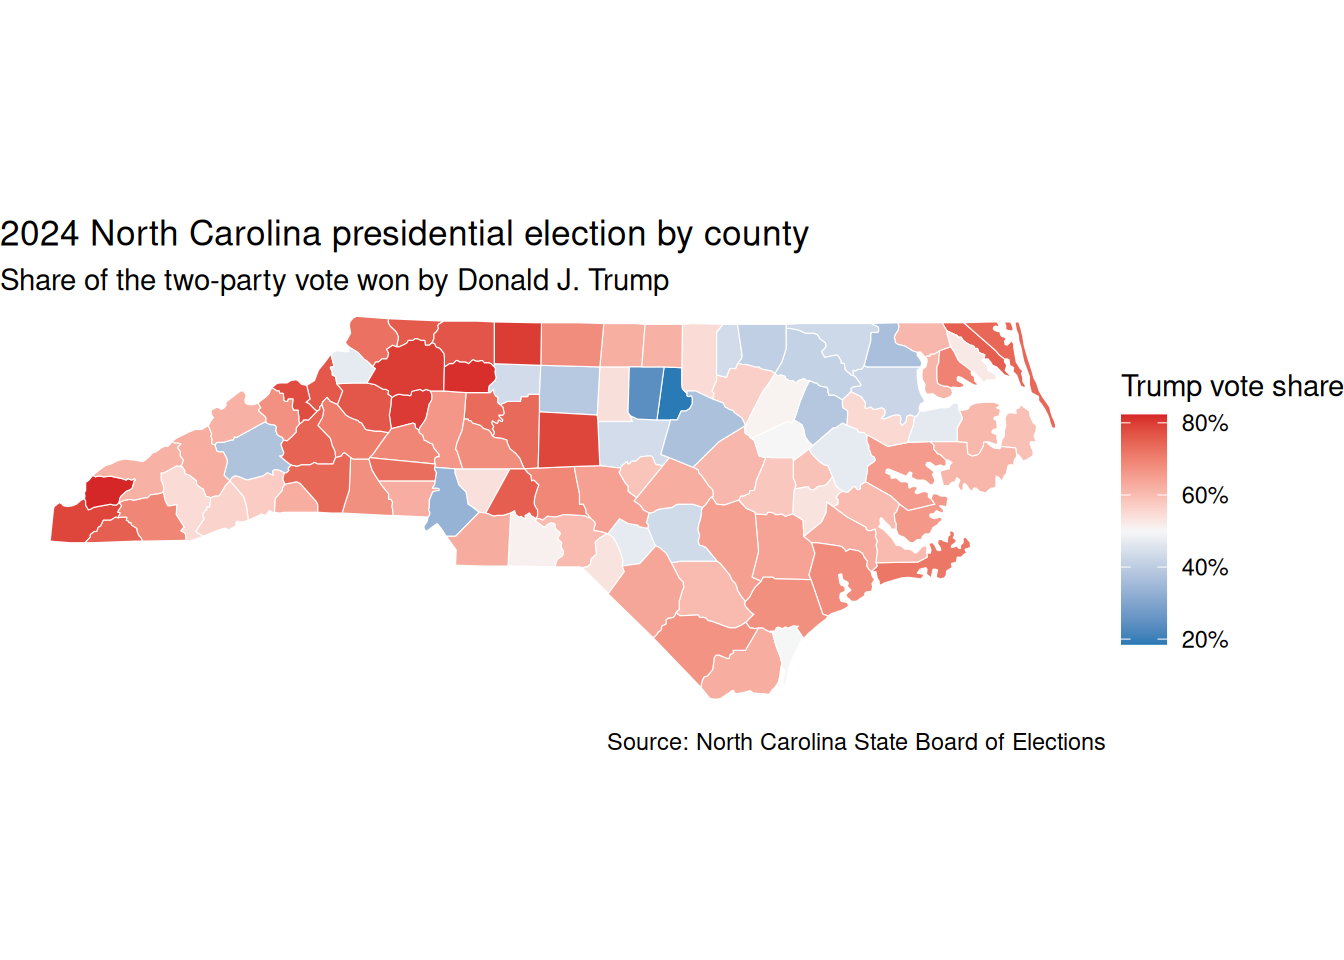 2024 North Carolina presidential election by county
Share of the two-party vote won by Donald J. Trump
Trump vote share
80%
60%
40%
20%
Source: North Carolina State Board of Elections